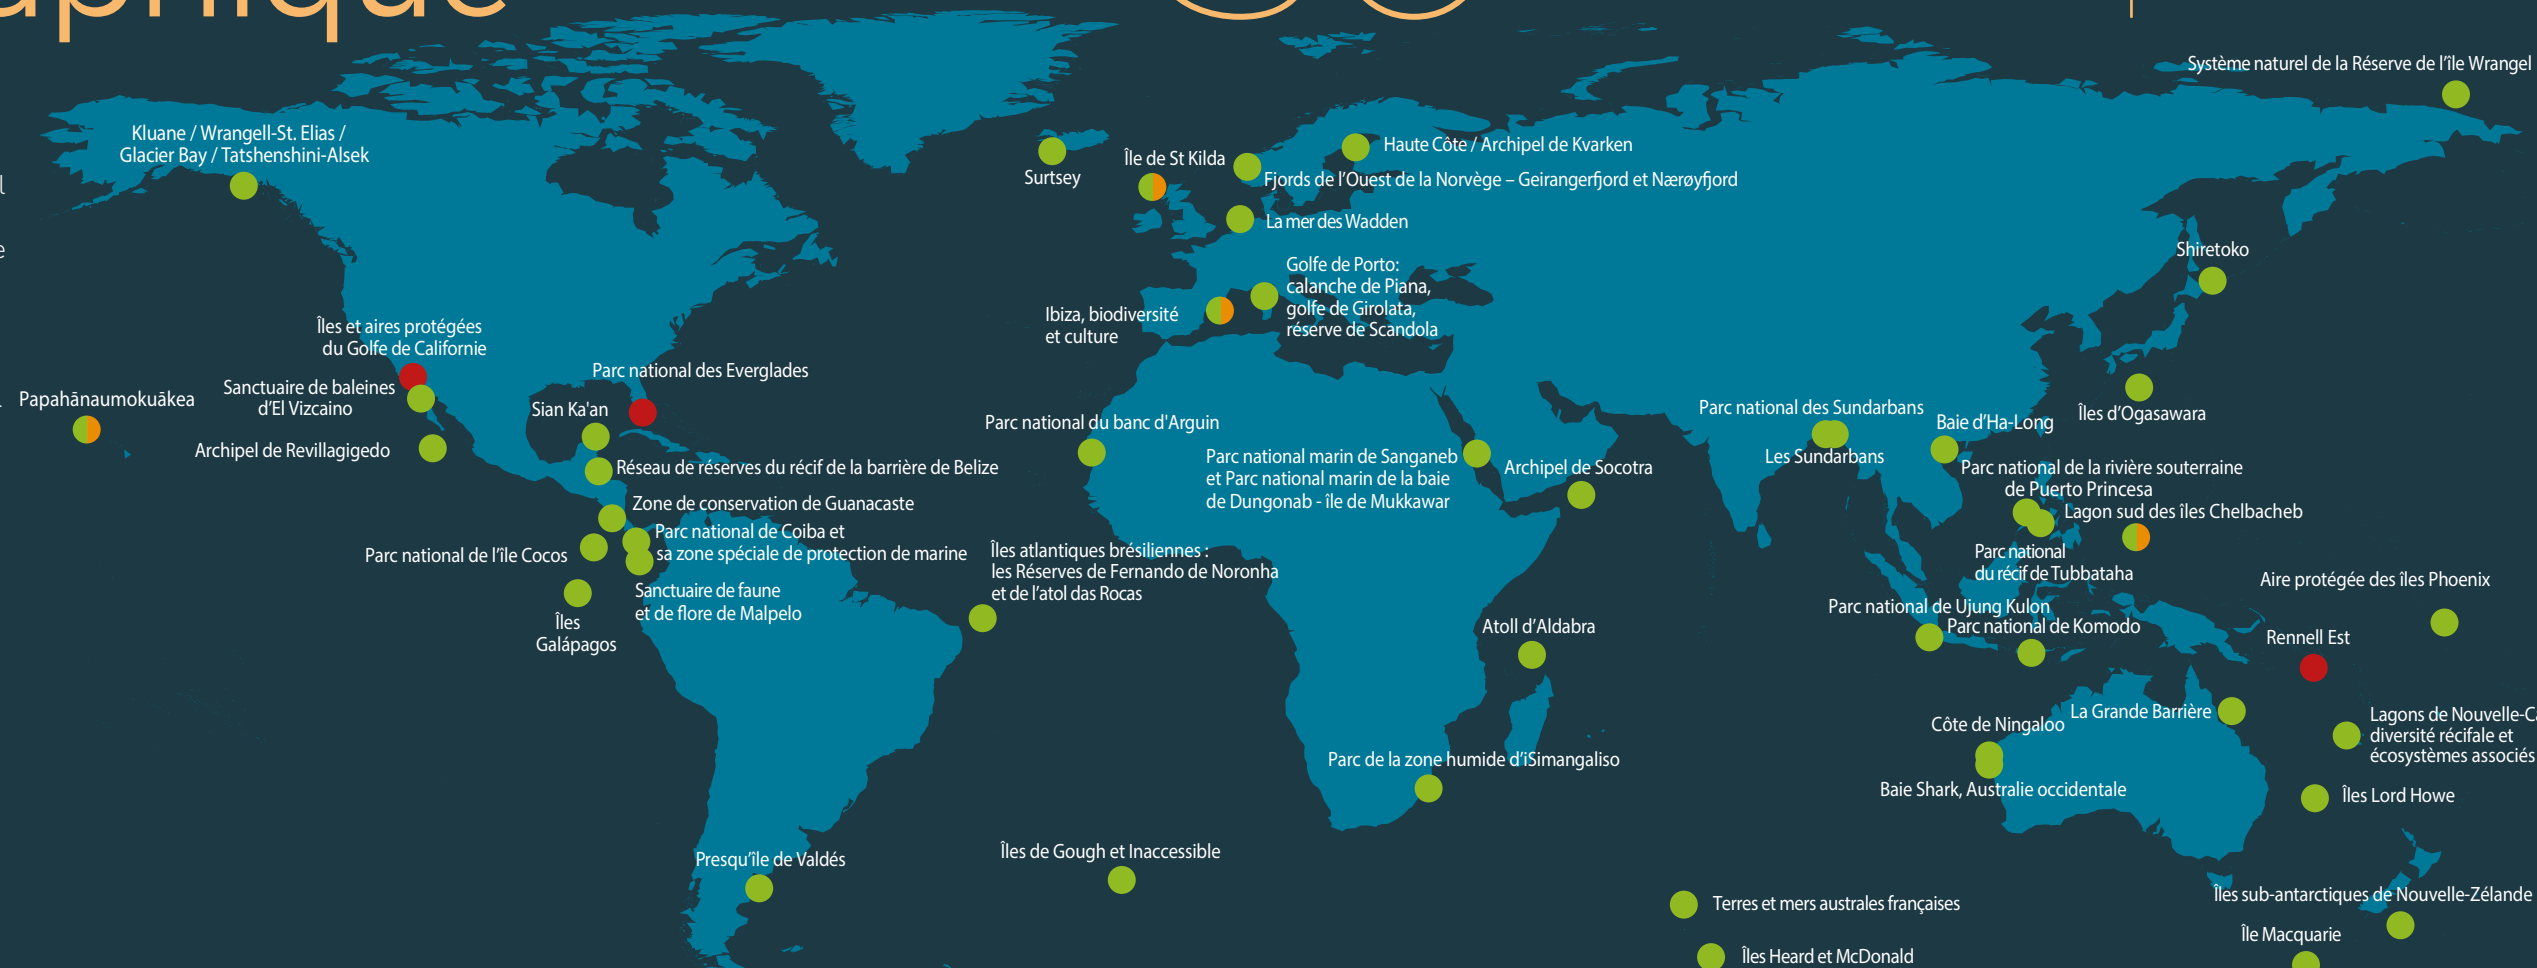 Système naturel de la Réserve de l’île Wrangel
Kluane / Wrangell-St. Elias /
Glacier Bay / Tatshenshini-Alsek
Surtsey
Île de St Kilda
Haute Côte / Archipel de Kvarken
Fjords de l’Ouest de la Norvège – Geirangerfjord et Nærøyfjord
La mer des Wadden
Shiretoko
Golfe de Porto:
calanche de Piana,
golfe de Girolata,
réserve de Scandola
Ibiza, biodiversité
et culture
Îles et aires protégées
du Golfe de Californie
Parc national des Everglades
Papahānaumokuākea
Sanctuaire de baleines
d’El Vizcaino
Sian Ka'an
Archipel de Revillagigedo
Parc national du banc d'Arguin
Parc national marin de Sanganeb
et Parc national marin de la baie
de Dungonab - île de Mukkawar
Archipel de Socotra
Parc national des Sundarbans
Les Sundarbans
Baie d’Ha-Long
Îles d’Ogasawara
Parc national de la rivière souterraine
de Puerto Princesa
Lagon sud des îles Chelbacheb
Parc national
du récif de Tubbataha
Réseau de réserves du récif de la barrière de Belize
Zone de conservation de Guanacaste
Parc national de Coiba et
sa zone spéciale de protection de marine
Parc national de l’île Cocos
Sanctuaire de faune
et de flore de Malpelo
Îles
Galápagos
Îles atlantiques brésiliennes :
les Réserves de Fernando de Noronha
et de l’atol das Rocas
Atoll d’Aldabra
Parc national de Ujung Kulon
Parc national de Komodo
Aire protégée des îles Phoenix
Rennell Est
La Grande Barrière
Côte de Ningaloo
Baie Shark, Australie occidentale
Lagons de Nouvelle-Ca
diversité récifale et
écosystèmes associés
Îles Lord Howe
Parc de la zone humide d’iSimangaliso
Presqu’île de Valdés
Îles de Gough et Inaccessible
Terres et mers australes françaises
Îles Heard et McDonald
Îles sub-antarctiques de Nouvelle-Zélande
Île Macquarie